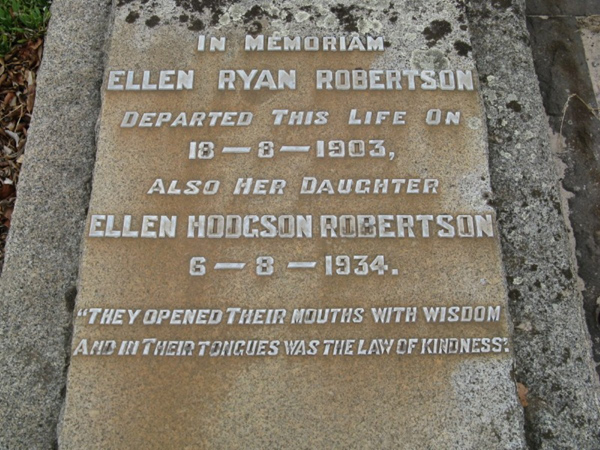 IN MEMORIAM
ELLEN RYAN ROBERTSON
DEPARTED THIS LIFE ON
18 — 8 — 1903,
ALSO HER DAUGHTER
ELLEN HODGSON ROBERTSON
6 — 8 — 1934.
"THEY OPENED THEIR MOUTHS WITH WISDOM
AND IN THEIR TONGUES WAS THE LAW OF KINDNESS."